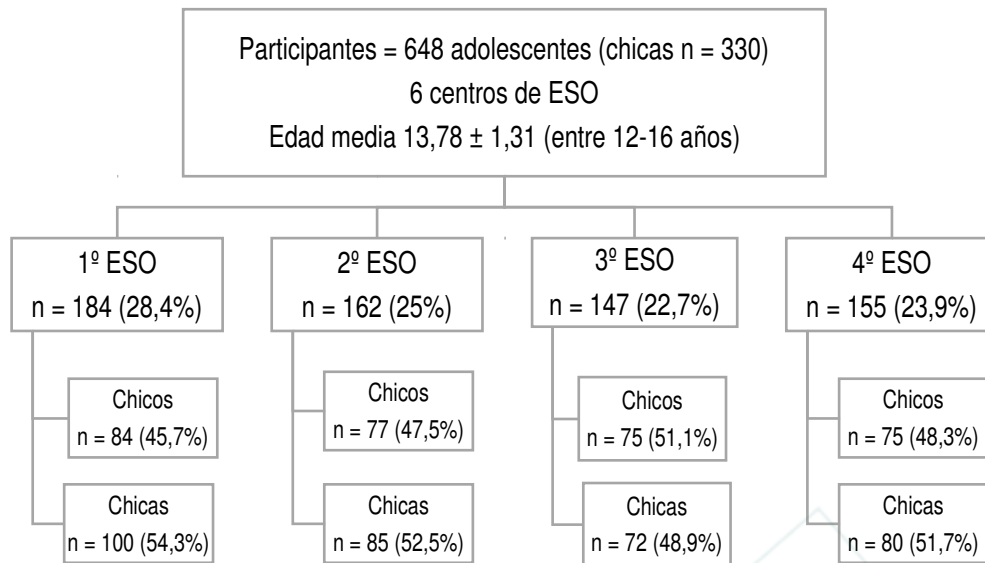 Participantes = 648 adolescentes (chicas n = 330)
6 centros de ESO
Edad media 13,78 ± 1,31 (entre 12-16 años)
1º ESO
n = 184 (28,4%)
Chicos
n = 84 (45,7%)
Chicas
n = 100 (54,3%)
2º ESO
n = 162 (25%)
Chicos
n = 77 (47,5%)
Chicas
n = 85 (52,5%)
3º ESO
n = 147 (22,7%)
Chicos
n = 75 (51,1%)
Chicas
n = 72 (48,9%)
4º ESO
n = 155 (23,9%)
Chicos
n = 75 (48,3%)
Chicas
n = 80 (51,7%)